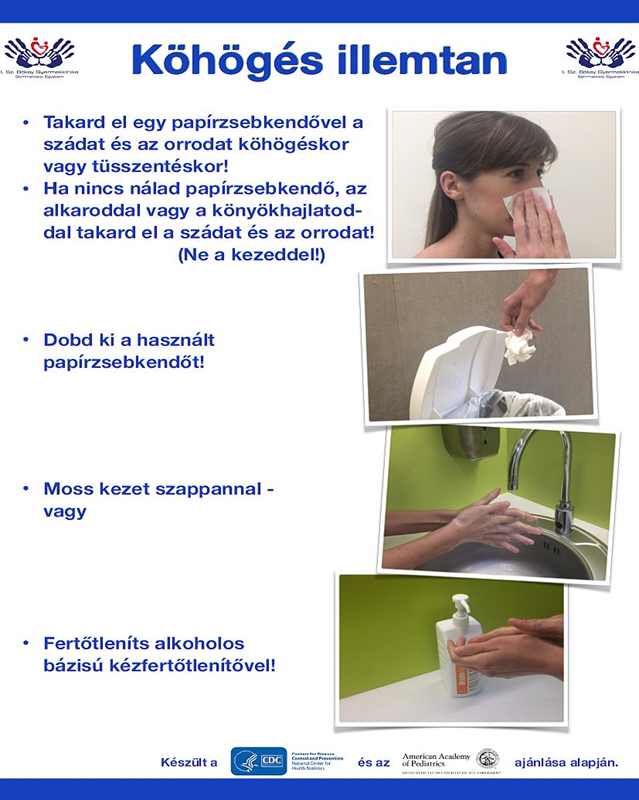 Köhögés illemtan
I. Sz. Bókay Gyermekklinika
Semmelweis Egyetem
I. Sz. Bókay Gyermekklinika
Semmelweis Egyetem
• Takard el egy papírzsebkendővel a
szádat és az orrodat köhögéskor
vagy tüsszentéskor!
• Ha nincs nálad papírzsebkendő, az
alkaroddal vagy a könyökhajlatod-
dal takard el a szádat és az orrodat!
(Ne a kezeddel!)
• Dobd ki a használt
papírzsebkendőt!
• Moss kezet szappannal -
vagy
• Fertőtleníts alkoholos
bázisú kézfertőtlenítővel!
Készült a
CDC
Centers for Disease
Control and Prevention
National Center for
Health Statistics
és az
American Academy
of Pediatrics
DEDICATED TO THE HEALTH OF ALL CHILDREN
ajánlása alapján.